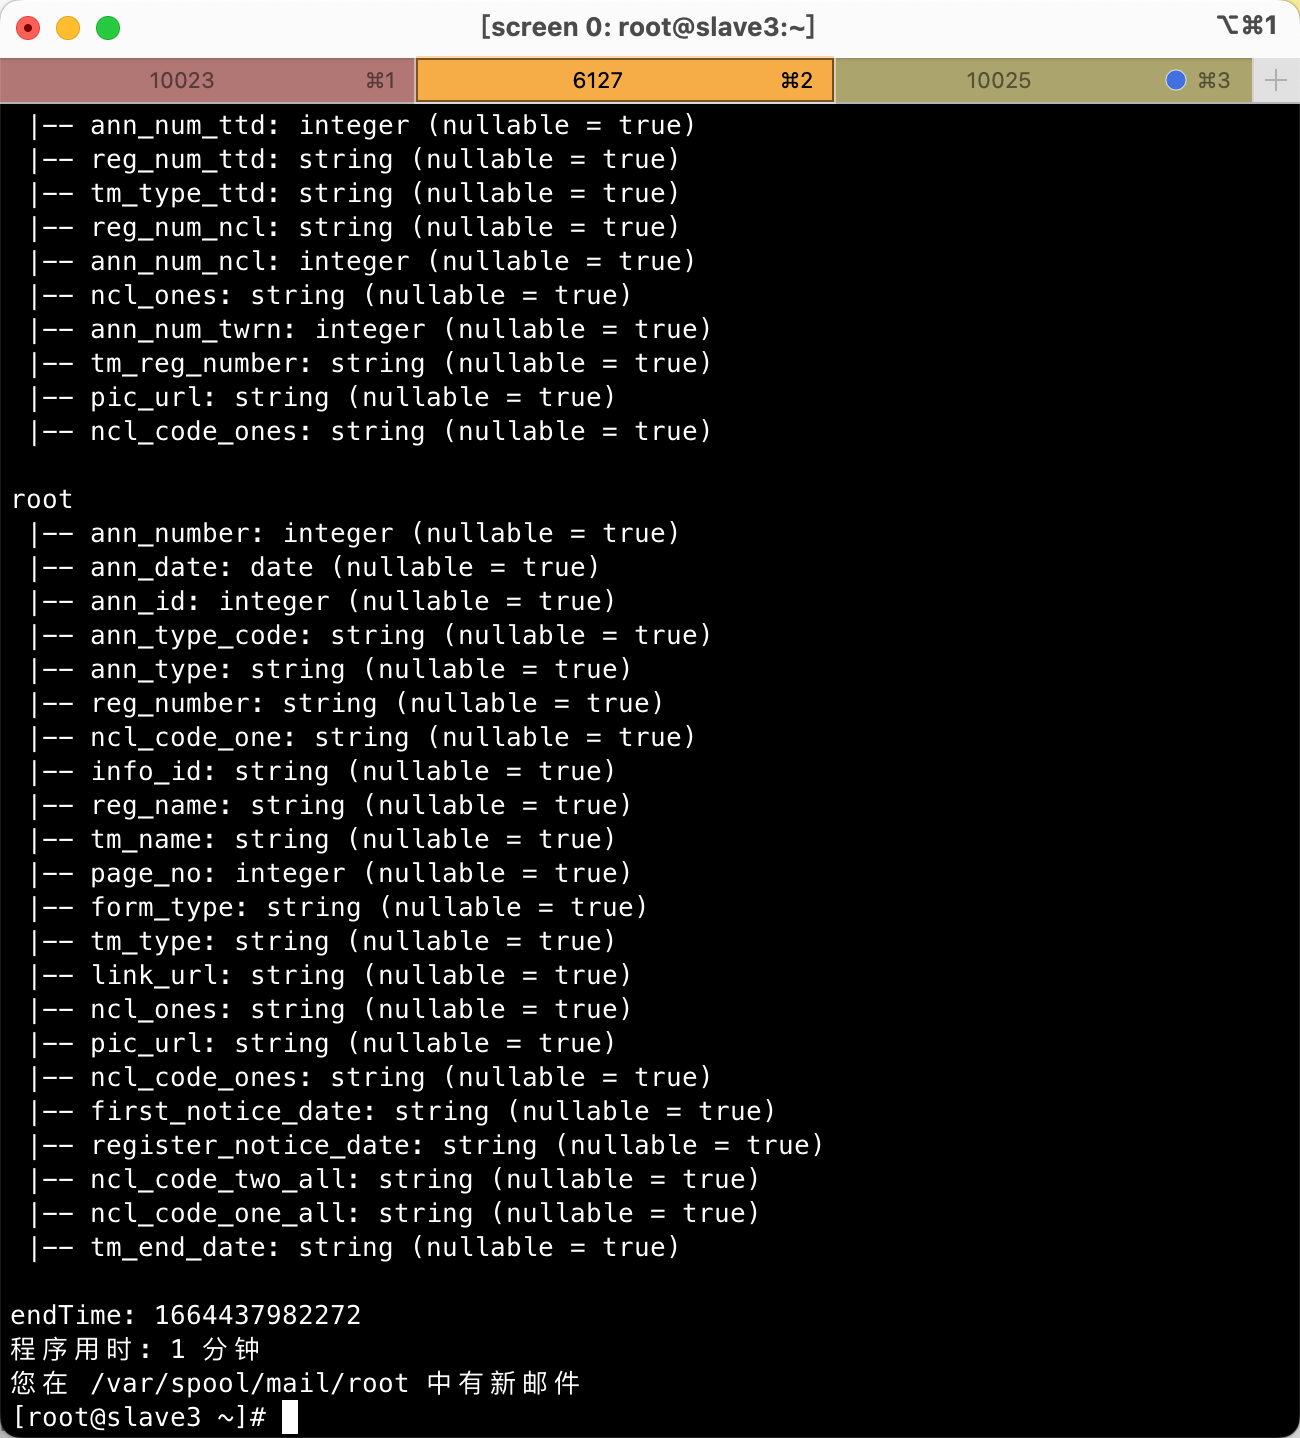 [screen 0: root@slave3:~]
⌥⌘1
10023 ⌘1
6127 ⌘2
10025 ⌘3
|-- ann_num_ttd: integer (nullable = true)
|-- reg_num_ttd: string (nullable = true)
|-- tm_type_ttd: string (nullable = true)
|-- reg_num_ncl: string (nullable = true)
|-- ann_num_ncl: integer (nullable = true)
|-- ncl_ones: string (nullable = true)
|-- ann_num_twrn: integer (nullable = true)
|-- tm_reg_number: string (nullable = true)
|-- pic_url: string (nullable = true)
|-- ncl_code_ones: string (nullable = true)
root
|-- ann_number: integer (nullable = true)
|-- ann_date: date (nullable = true)
|-- ann_id: integer (nullable = true)
|-- ann_type_code: string (nullable = true)
|-- ann_type: string (nullable = true)
|-- reg_number: string (nullable = true)
|-- ncl_code_one: string (nullable = true)
|-- info_id: string (nullable = true)
|-- reg_name: string (nullable = true)
|-- tm_name: string (nullable = true)
|-- page_no: integer (nullable = true)
|-- form_type: string (nullable = true)
|-- tm_type: string (nullable = true)
|-- link_url: string (nullable = true)
|-- ncl_ones: string (nullable = true)
|-- pic_url: string (nullable = true)
|-- ncl_code_ones: string (nullable = true)
|-- first_notice_date: string (nullable = true)
|-- register_notice_date: string (nullable = true)
|-- ncl_code_two_all: string (nullable = true)
|-- ncl_code_one_all: string (nullable = true)
|-- tm_end_date: string (nullable = true)
endTime: 1664437982272
程序用时: 1 分钟
您在 /var/spool/mail/root 中有新邮件
[root@slave3 ~]#